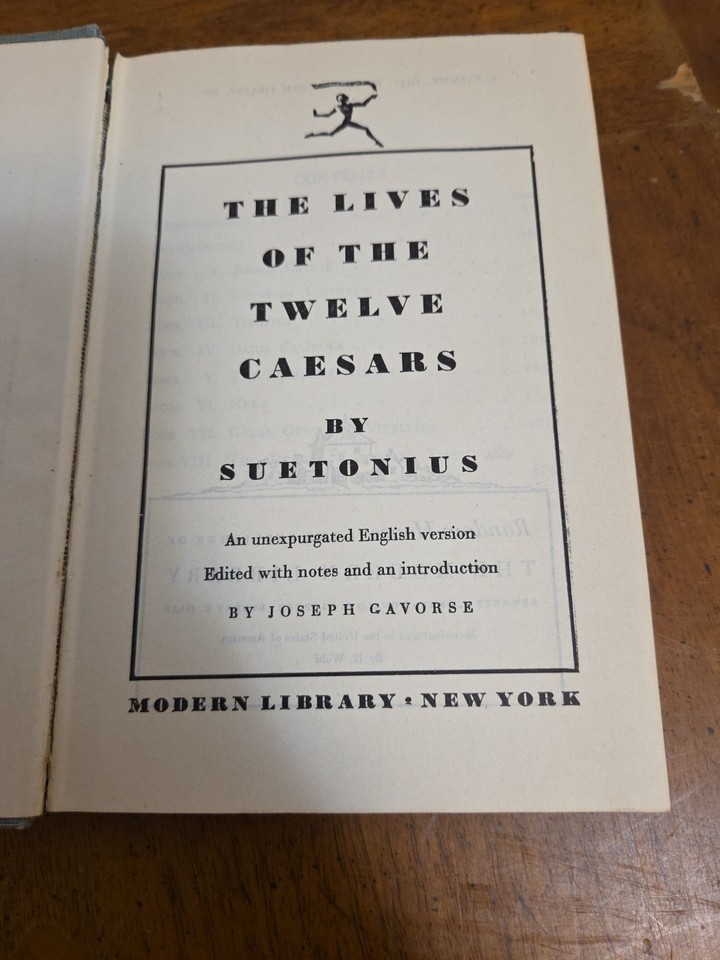 THE LIVES
OF THE
TWELVE
CAESARS
BY
SUETONIUS
An unexpurgated English version
Edited with notes and an introduction
BY JOSEPH GAVORSE
MODERN LIBRARY • NEW YORK